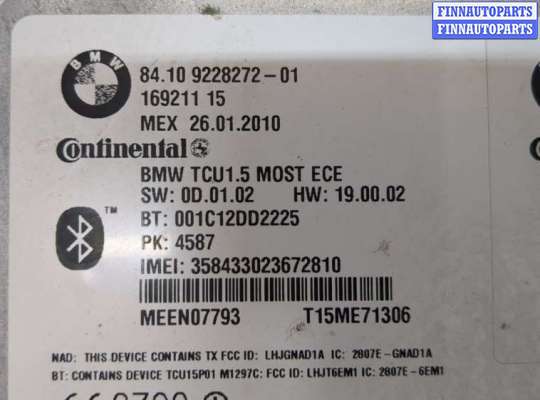 FINNAUTOPARTS
FINNAUTOPARTS
BMW
84.10 9228272-01
169211 15
MEX 26.01.2010
Continental
BMW TCU1.5 MOST ECE
SW: 0D.01.02 HW: 19.00.02
™ BT: 001C12DD2225
PK: 4587
IMEI: 358433023672810
MEEN07793 T15ME71306
NAD: THIS DEVICE CONTAINS TX FCC ID: LHJGNAD1A IC: 2807E-GNAD1A
BT: CONTAINS DEVICE TCU15P01 M1297C: FCC ID: LHJT6EM1 IC: 2807E-6EM1